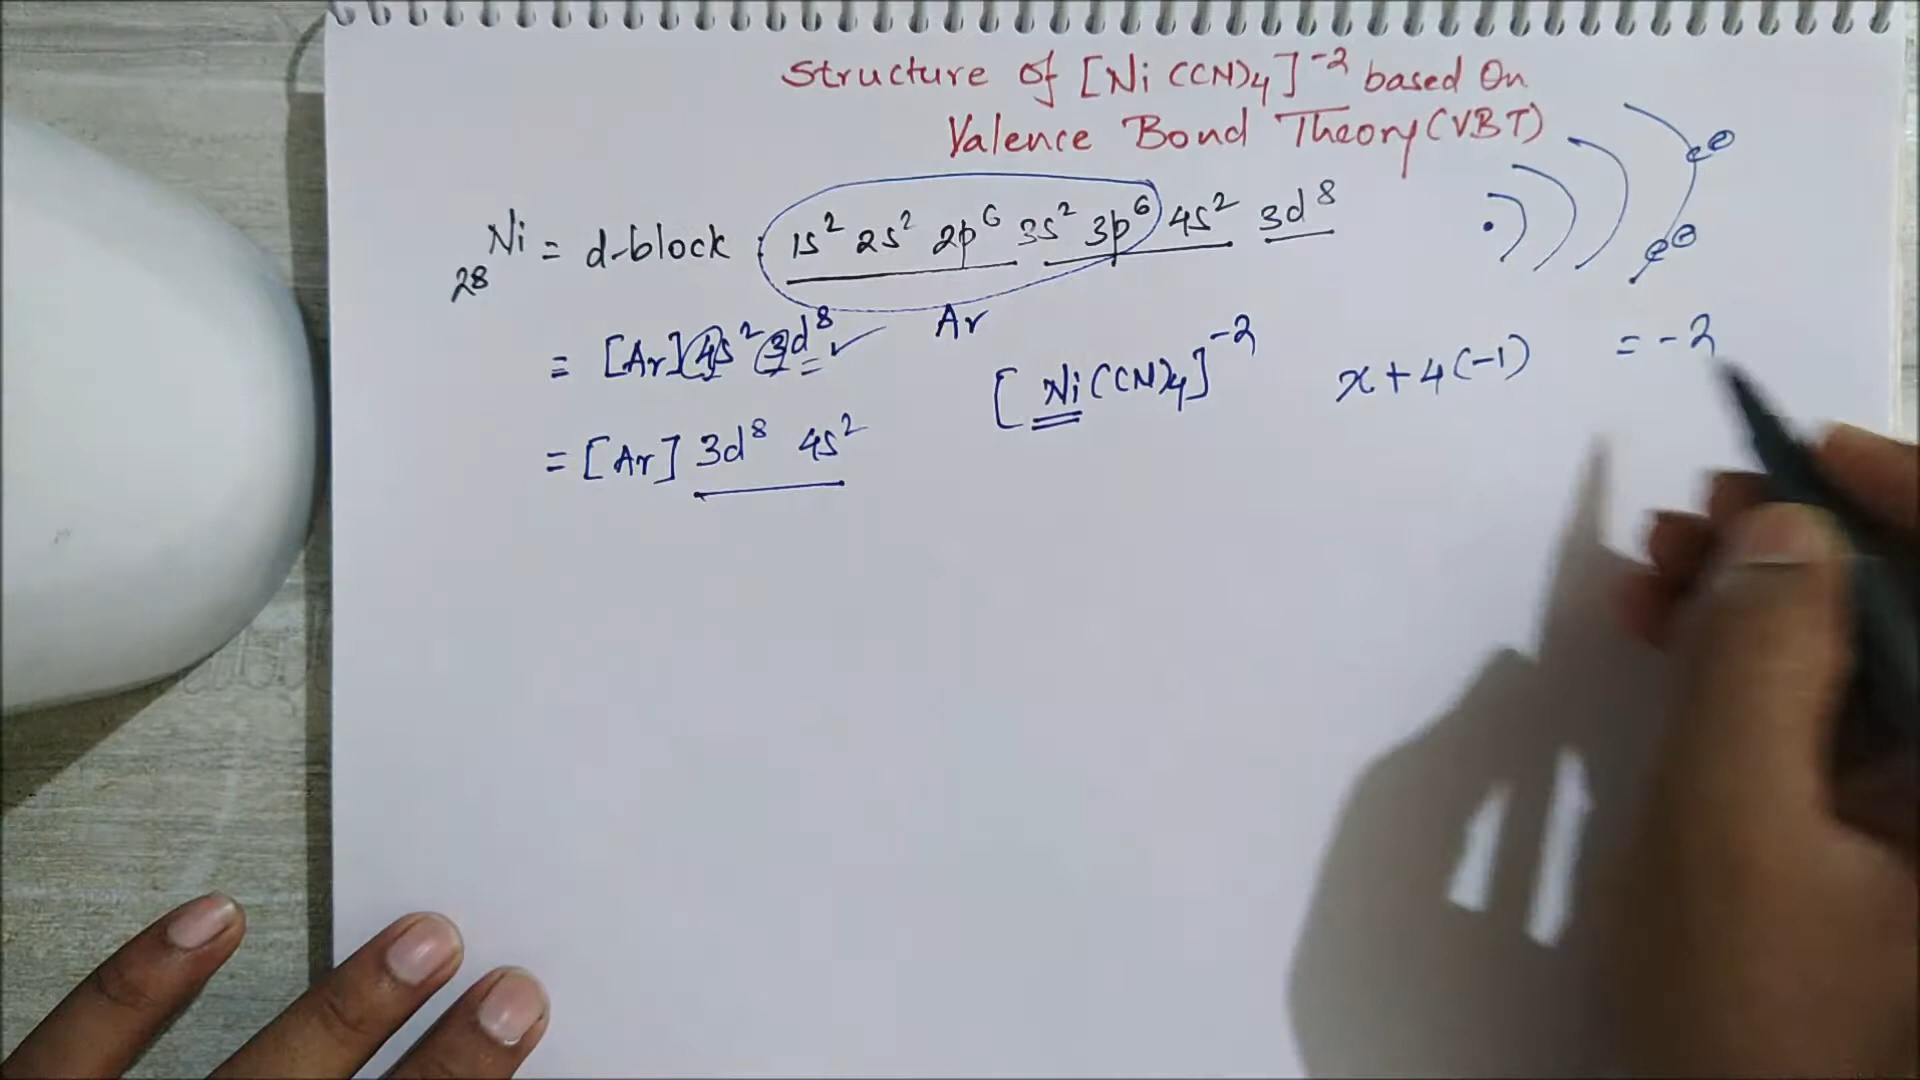 Structure of [Ni(CN)4]⁻² based On
Valence Bond Theory (VBT)
₂₈Ni = d-block 1s² 2s² 2p⁶ 3s² 3p⁶ 4s² 3d⁸
Ar
= [Ar] 4s² 3d⁸ ✓
[Ni(CN)4]⁻² x + 4(-1) = -2
= [Ar] 3d⁸ 4s²